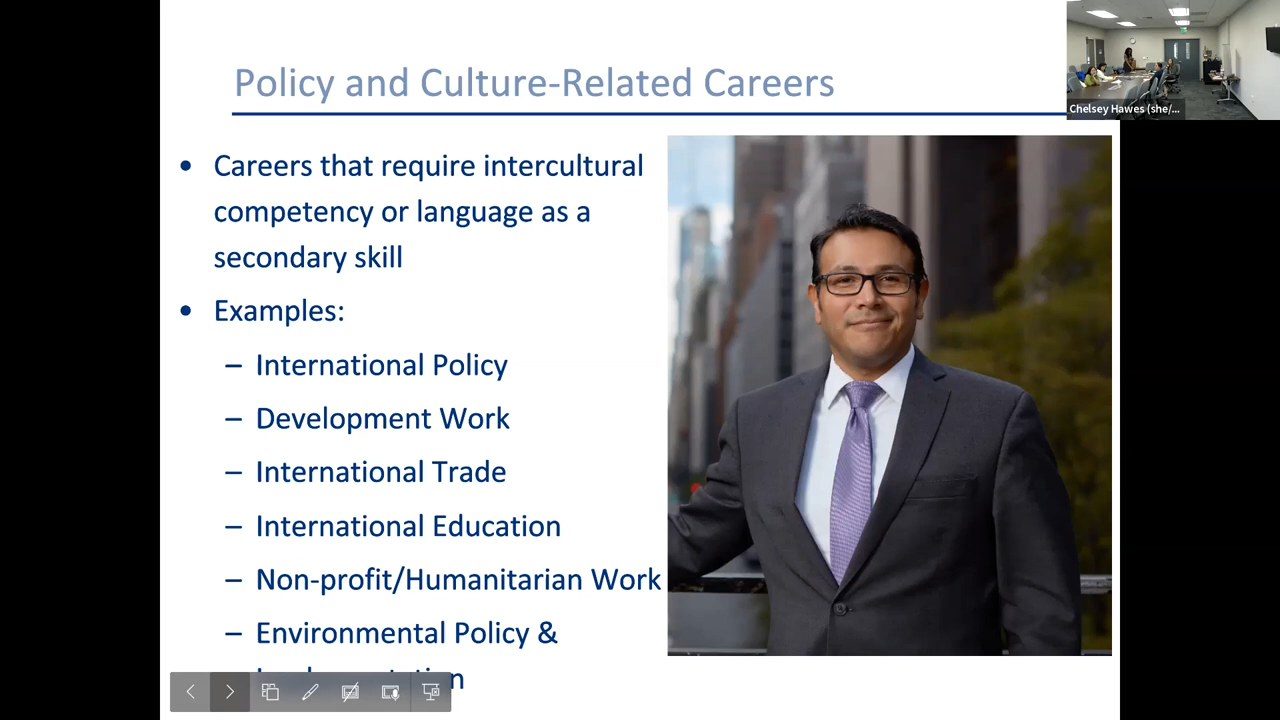 Policy and Culture-Related Careers
Chelsey Hawes (she/...
• Careers that require intercultural
competency or language as a
secondary skill
• Examples:
– International Policy
– Development Work
– International Trade
– International Education
– Non-profit/Humanitarian Work
– Environmental Policy &